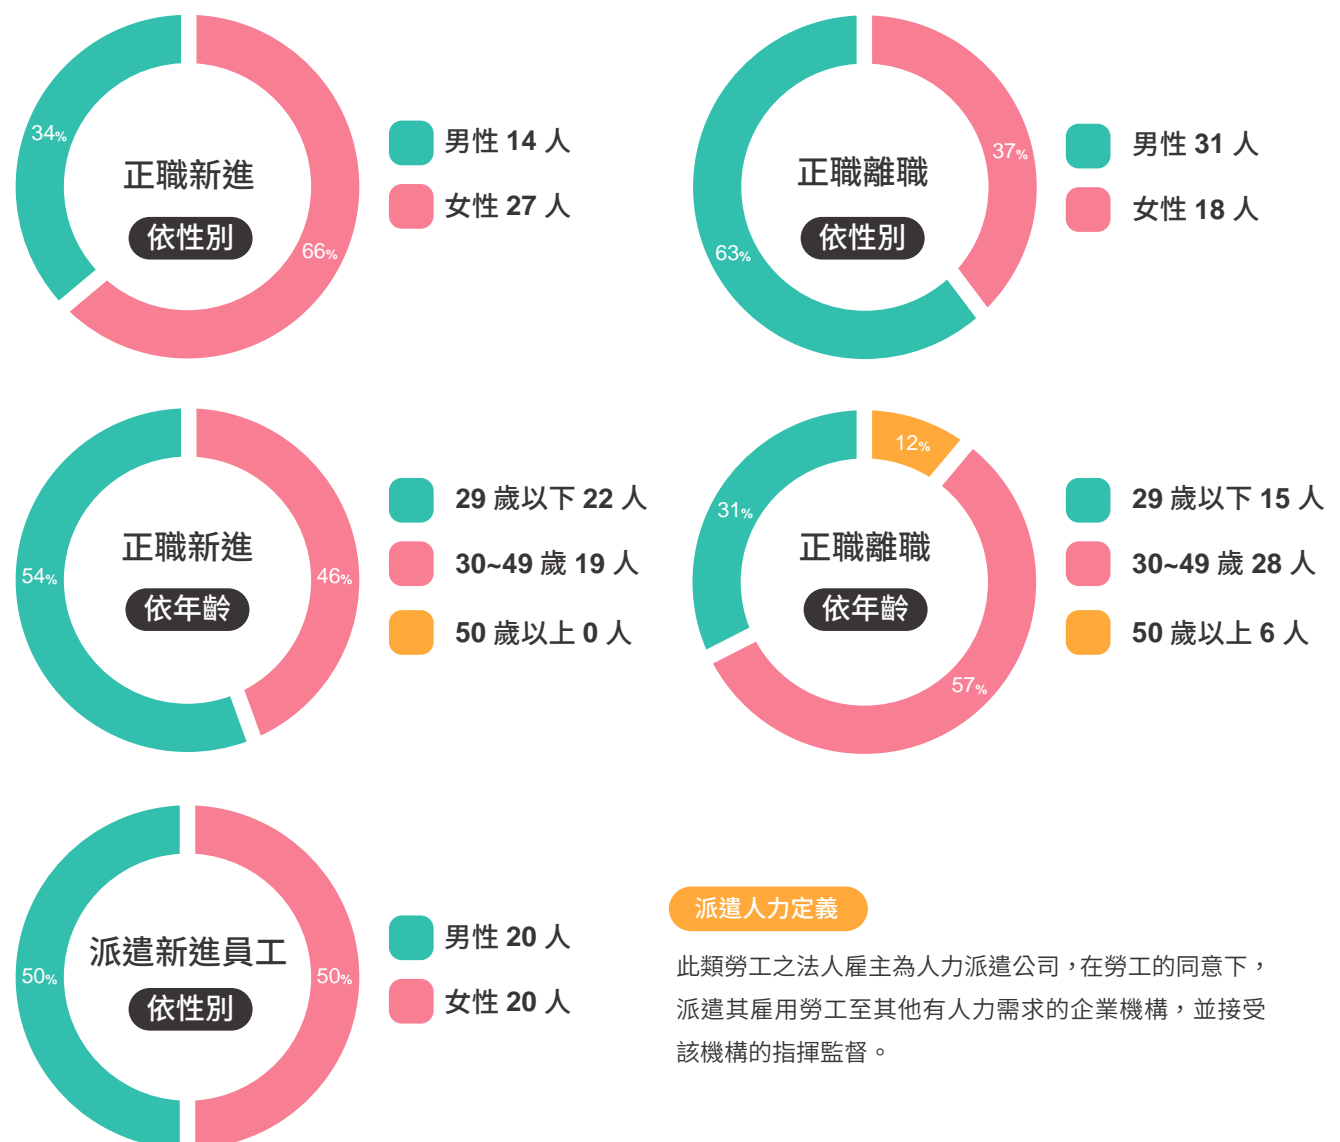 34%
66%
正職新進
依性別
男性 14 人
女性 27 人
37%
63%
正職離職
依性別
男性 31 人
女性 18 人
54%
46%
正職新進
依年齡
29 歲以下 22 人
30~49 歲 19 人
50 歲以上 0 人
12%
31%
57%
正職離職
依年齡
29 歲以下 15 人
30~49 歲 28 人
50 歲以上 6 人
50%
50%
派遣新進員工
依性別
男性 20 人
女性 20 人
派遣人力定義
此類勞工之法人雇主為人力派遣公司，在勞工的同意下，
派遣其雇用勞工至其他有人力需求的企業機構，並接受
該機構的指揮監督。